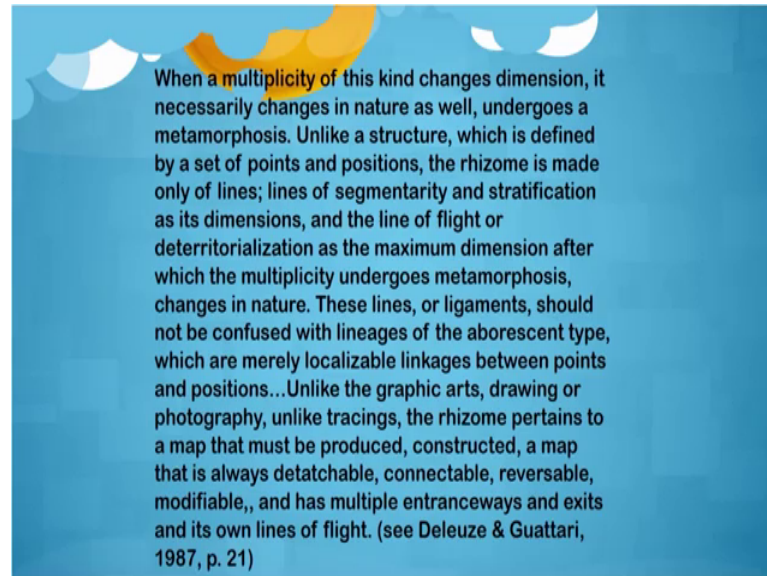 When a multiplicity of this kind changes dimension, it
necessarily changes in nature as well, undergoes a
metamorphosis. Unlike a structure, which is defined
by a set of points and positions, the rhizome is made
only of lines; lines of segmentarity and stratification
as its dimensions, and the line of flight or
deterritorialization as the maximum dimension after
which the multiplicity undergoes metamorphosis,
changes in nature. These lines, or ligaments, should
not be confused with lineages of the aborescent type,
which are merely localizable linkages between points
and positions...Unlike the graphic arts, drawing or
photography, unlike tracings, the rhizome pertains to
a map that must be produced, constructed, a map
that is always detatchable, connectable, reversable,
modifiable,, and has multiple entranceways and exits
and its own lines of flight. (see Deleuze & Guattari,
1987, p. 21)